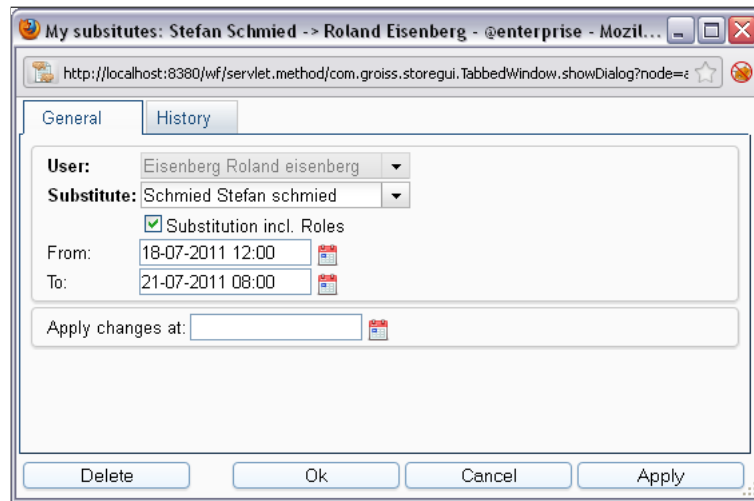 My subsitutes: Stefan Schmied -> Roland Eisenberg - @enterprise - Mozil...
http://localhost:8380/wf/servlet.method/com.groiss.storegui.TabbedWindow.showDialog?node=a
General History
User: Eisenberg Roland eisenberg
Substitute: Schmied Stefan schmied
Substitution incl. Roles
From: 18-07-2011 12:00
To: 21-07-2011 08:00
Apply changes at:
Delete Ok Cancel Apply